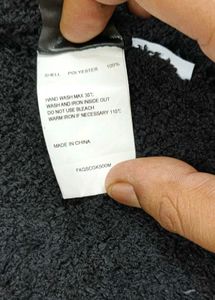 SHELL POLYESTER 100%
HAND WASH MAX 30℃
WASH AND IRON INSIDE OUT
DO NOT USE BLEACH
WARM IRON IF NECESSARY 110℃
MADE IN CHINA